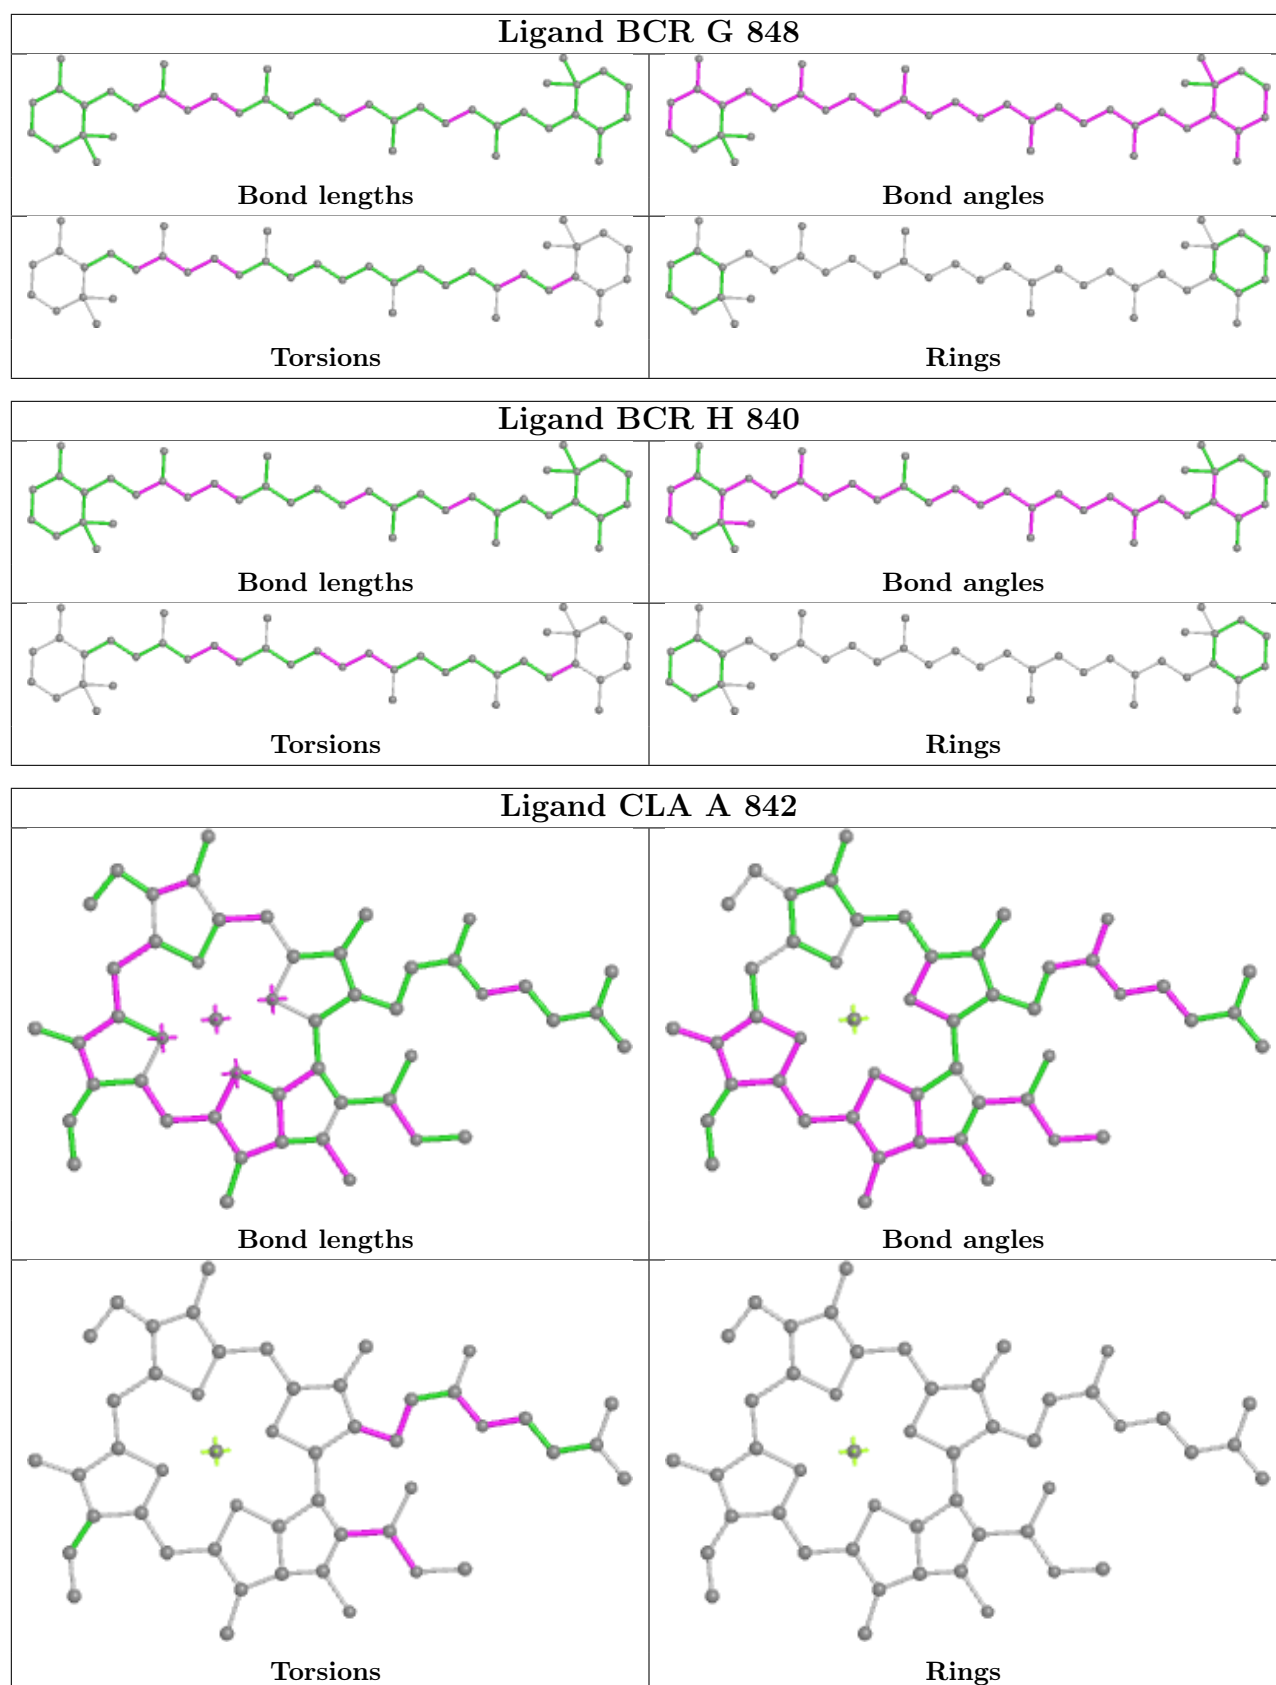 Ligand BCR G 848
Bond lengths
Bond angles
Torsions
Rings
Ligand BCR H 840
Bond lengths
Bond angles
Torsions
Rings
Ligand CLA A 842
Bond lengths
Bond angles
Torsions
Rings